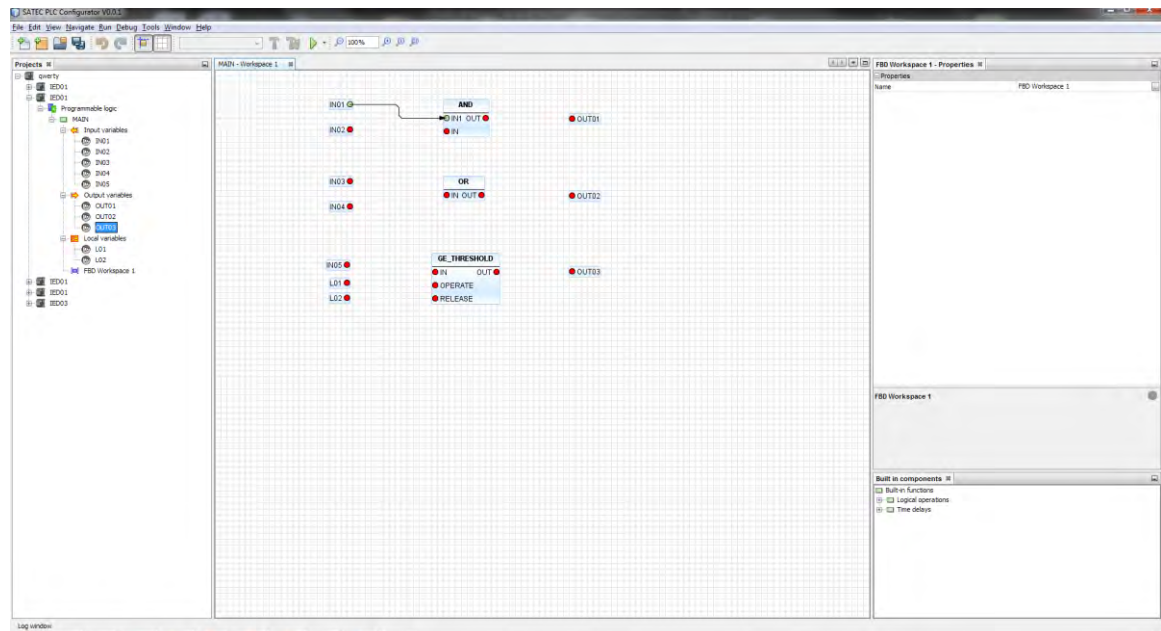 SATEC PLC Configurator V0.0.1
File Edit View Navigate Run Debug Tools Window Help
100%
Projects
qwerty
IED01
IED01
Programmable logic
MAIN
Input variables
IN01
IN02
IN03
IN04
IN05
Output variables
OUT01
OUT02
OUT03
Local variables
L01
L02
FBD Workspace 1
IED01
IED01
IED03
MAIN - Workspace 1
IN01
IN02
AND
IN1 OUT
IN
OUT01
IN03
IN04
OR
IN OUT
OUT02
IN05
L01
L02
GE_THRESHOLD
IN OUT
OPERATE
RELEASE
OUT03
FBD Workspace 1 - Properties
Properties
Name FBD Workspace 1
FBD Workspace 1
Built in components
Built-in functions
Logical operations
Time delays
Log window